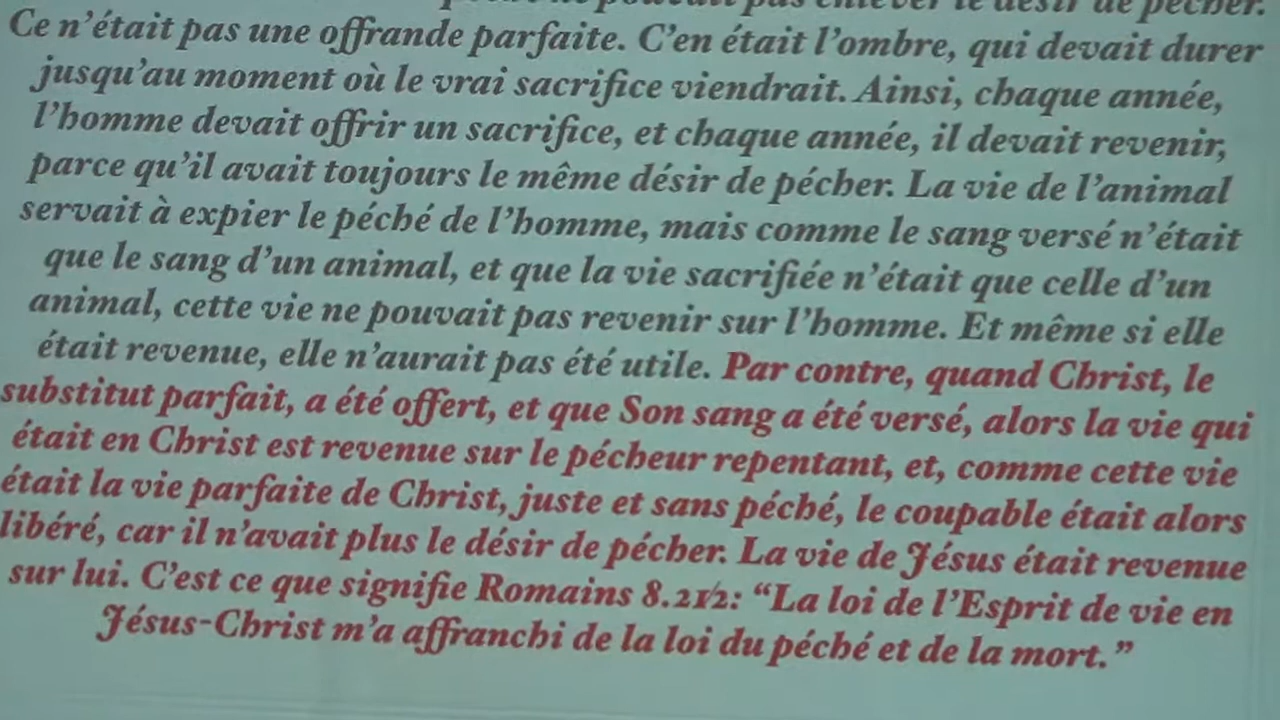 pas enlever le désir de pécher.
Ce n’était pas une offrande parfaite. C’en était l’ombre, qui devait durer
jusqu’au moment où le vrai sacrifice viendrait. Ainsi, chaque année,
l’homme devait offrir un sacrifice, et chaque année, il devait revenir,
parce qu’il avait toujours le même désir de pécher. La vie de l’animal
servait à expier le péché de l’homme, mais comme le sang versé n’était
que le sang d’un animal, et que la vie sacrifiée n’était que celle d’un
animal, cette vie ne pouvait pas revenir sur l’homme. Et même si elle
était revenue, elle n’aurait pas été utile. Par contre, quand Christ, le
substitut parfait, a été offert, et que Son sang a été versé, alors la vie qui
était en Christ est revenue sur le pécheur repentant, et, comme cette vie
était la vie parfaite de Christ, juste et sans péché, le coupable était alors
libéré, car il n’avait plus le désir de pécher. La vie de Jésus était revenue
sur lui. C’est ce que signifie Romains : “La loi de l’Esprit de vie en
Jésus-Christ m’a affranchi de la loi du péché et de la mort.”